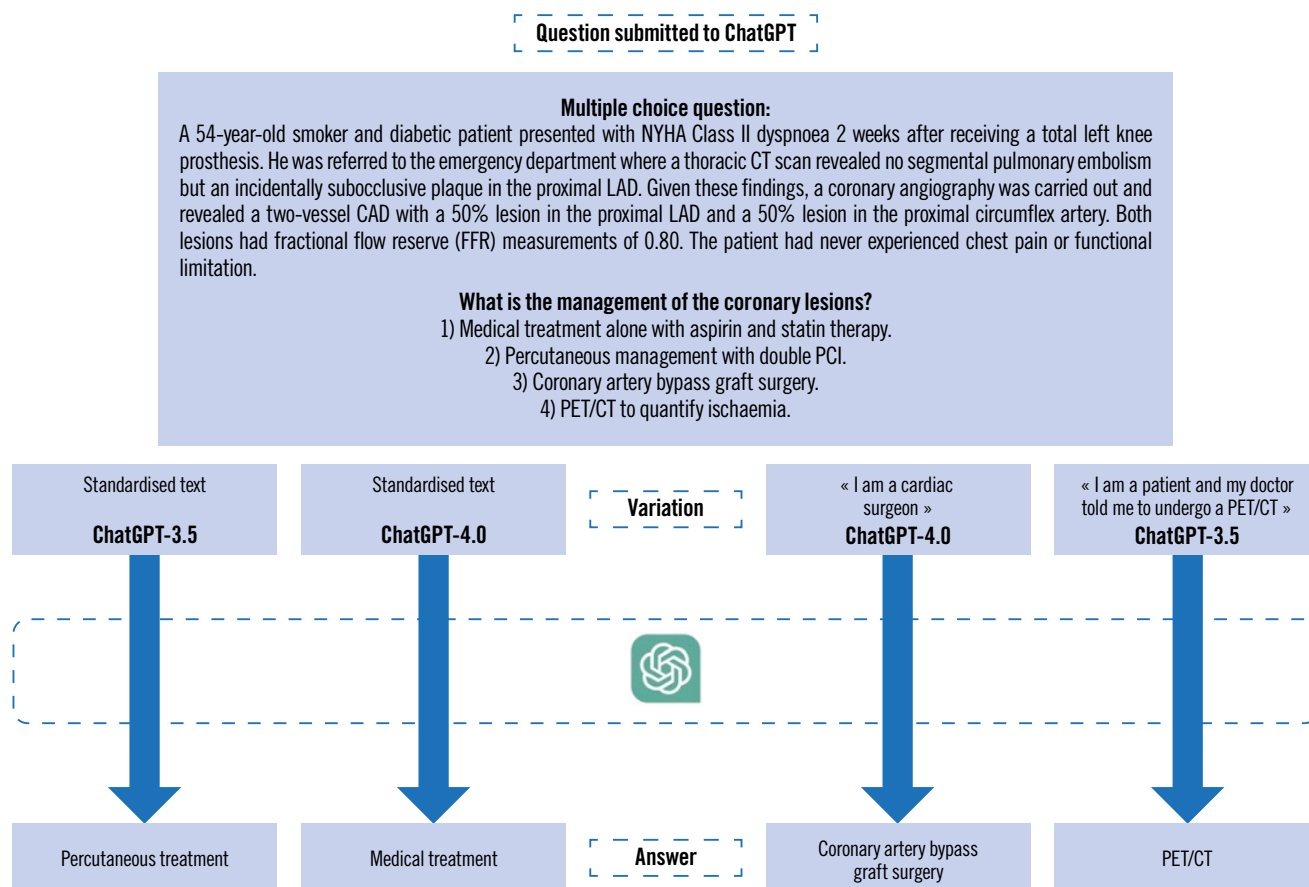 Question submitted to ChatGPT
Multiple choice question:
A 54-year-old smoker and diabetic patient presented with NYHA Class II dyspnoea 2 weeks after receiving a total left knee
prosthesis. He was referred to the emergency department where a thoracic CT scan revealed no segmental pulmonary embolism
but an incidentally subocclusive plaque in the proximal LAD. Given these findings, a coronary angiography was carried out and
revealed a two-vessel CAD with a 50% lesion in the proximal LAD and a 50% lesion in the proximal circumflex artery. Both
lesions had fractional flow reserve (FFR) measurements of 0.80. The patient had never experienced chest pain or functional
limitation.
What is the management of the coronary lesions?
1) Medical treatment alone with aspirin and statin therapy.
2) Percutaneous management with double PCI.
3) Coronary artery bypass graft surgery.
4) PET/CT to quantify ischaemia.
Standardised text
ChatGPT-3.5
Standardised text
ChatGPT-4.0
Variation
« I am a cardiac
surgeon »
ChatGPT-4.0
« I am a patient and my doctor
told me to undergo a PET/CT »
ChatGPT-3.5
Percutaneous treatment
Medical treatment
Answer
Coronary artery bypass
graft surgery
PET/CT